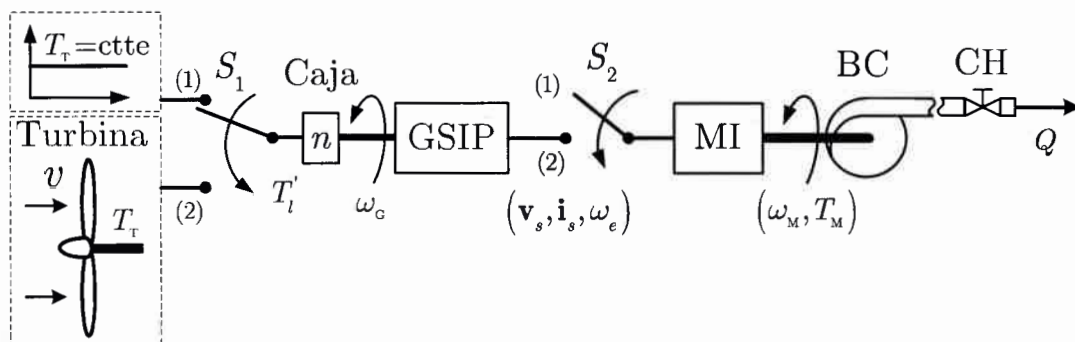 T_T=ctte
Turbina
υ
T_T
(1)
(2)
S_1
T_l'
Caja
n
ω_G
GSIP
S_2
(1)
(2)
(v_s, i_s, ω_e)
MI
(ω_M, T_M)
BC
CH
Q